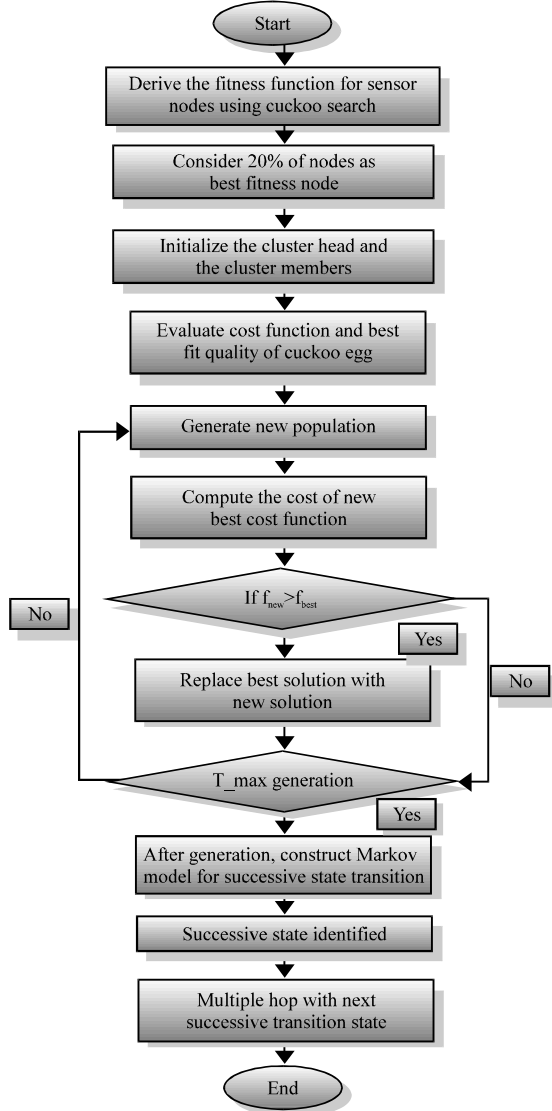 Start
Derive the fitness function for sensor
nodes using cuckoo search
Consider 20% of nodes as
best fitness node
Initialize the cluster head and
the cluster members
Evaluate cost function and best
fit quality of cuckoo egg
Generate new population
Compute the cost of new
best cost function
If fnew>fbest
No
Yes
No
Replace best solution with
new solution
T_max generation
Yes
After generation, construct Markov
model for successive state transition
Successive state identified
Multiple hop with next
successive transition state
End